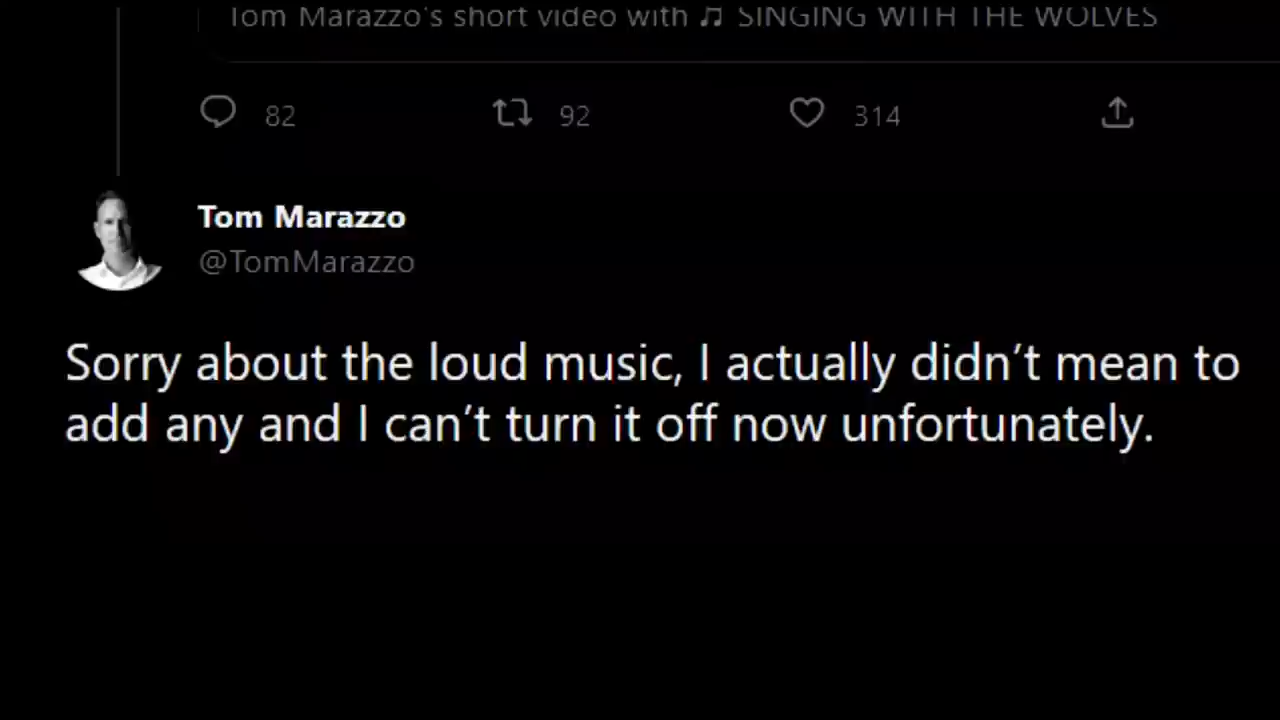 Tom Marazzo's short video with ♫ SINGING WITH THE WOLVES
82 92 314
Tom Marazzo
@TomMarazzo
Sorry about the loud music, I actually didn’t mean to
add any and I can’t turn it off now unfortunately.